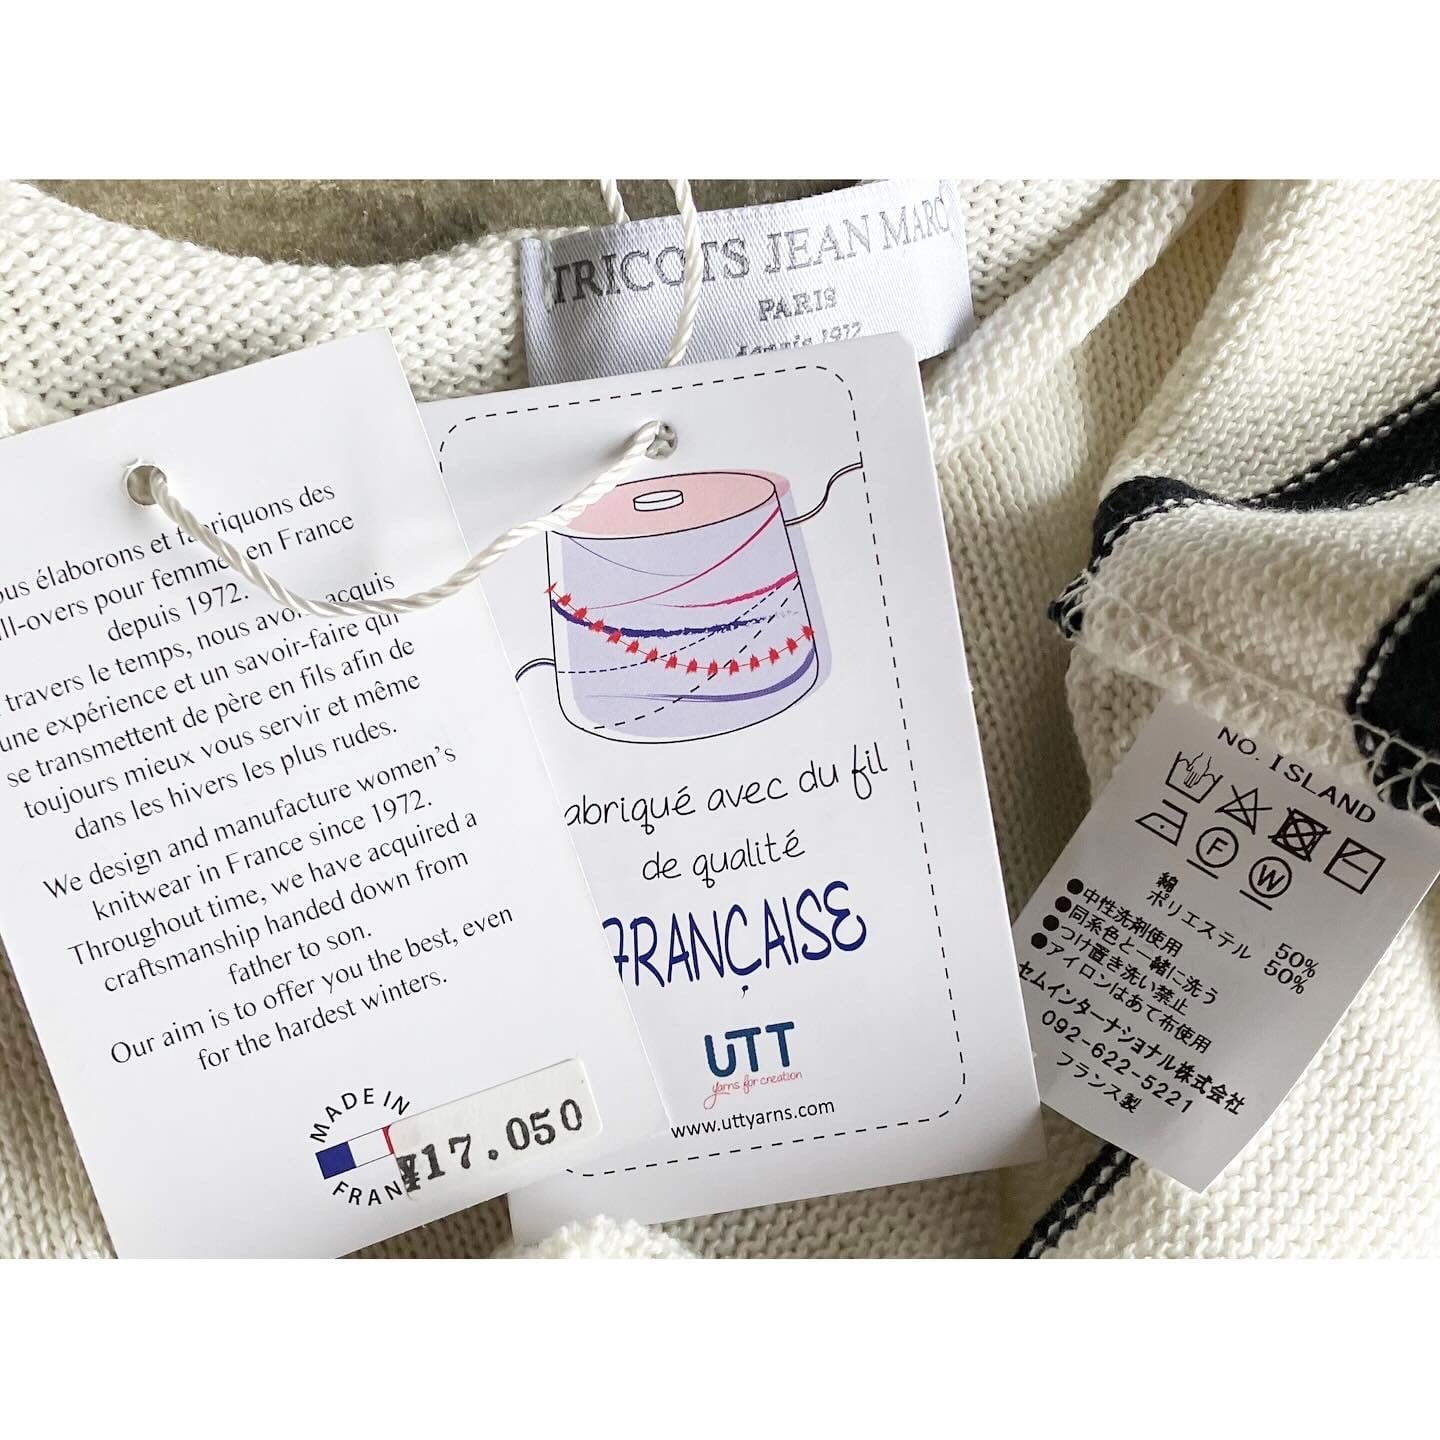 TRICOTS JEAN MARC
PARIS
depuis 1972
élaborons et fabriquons des
pour femme en France
depuis 1972.
travers le temps, nous avons acquis
une expérience et un savoir-faire qui
se transmettent de père en fils afin de
toujours mieux vous servir et même
dans les hivers les plus rudes.
We design and manufacture women's
knitwear in France since 1972.
Throughout time, we have acquired a
craftsmanship handed down from
father to son.
Our aim is to offer you the best, even
for the hardest winters.
MADE IN
FRAN
¥17.050
abriqué avec du fil
de qualité
FRANÇAISE
UTT
yarns for creation
www.uttyarns.com
NO. ISLAND
F
W
綿 50%
ポリエステル 50%
●中性洗剤使用
●同系色と一緒に洗う
●つけ置き洗い禁止
●アイロンはあて布使用
セムインターナショナル株式会社
092-622-5221
フランス製